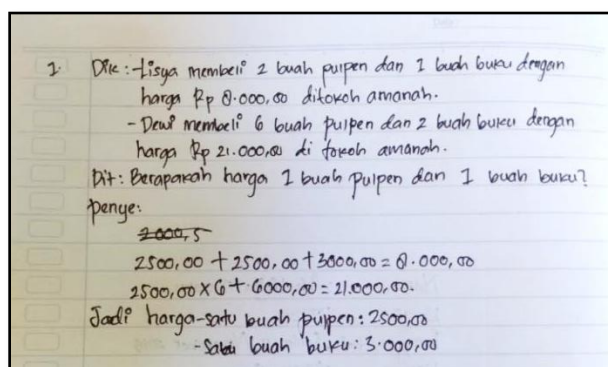 1. Dik: -Lisya membeli 2 buah pulpen dan 1 buah buku dengan
harga Rp 8.000,00 ditokoh amanah.
- Dewi membeli 6 buah pulpen dan 2 buah buku dengan
harga Rp 21.000,00 di tokoh amanah.
Dit: Berapakah harga 1 buah pulpen dan 1 buah buku?
penye:
2000,5
2500,00 + 2500,00 + 3000,00 = 8.000,00
2500,00 x 6 + 6000,00 = 21.000,00.
Jadi harga -satu buah pulpen: 2500,00
-Satu buah buku: 3.000,00